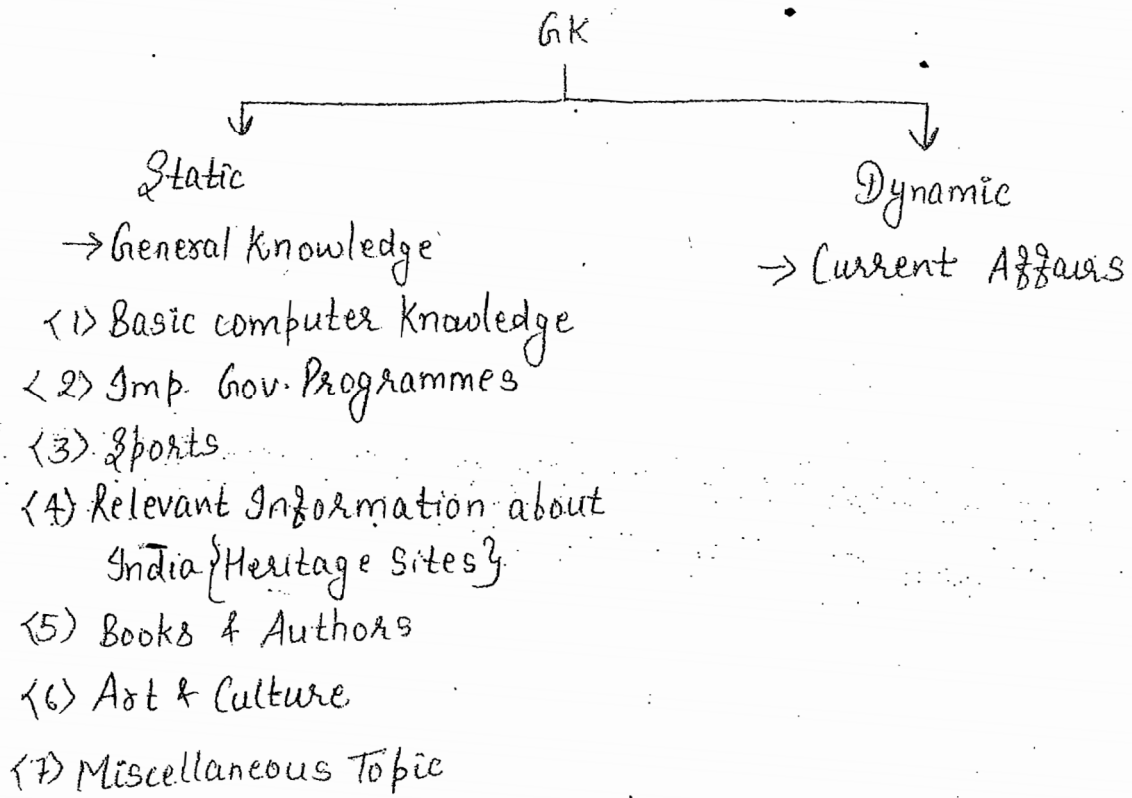 GK
Static
Dynamic
→ General Knowledge
→ Current Affairs
<1> Basic computer Knowledge
<2> Imp. Gov. Programmes
<3> Sports
<4> Relevant Information about
India {Heritage Sites}
<5> Books & Authors
<6> Art & Culture
<7> Miscellaneous Topic